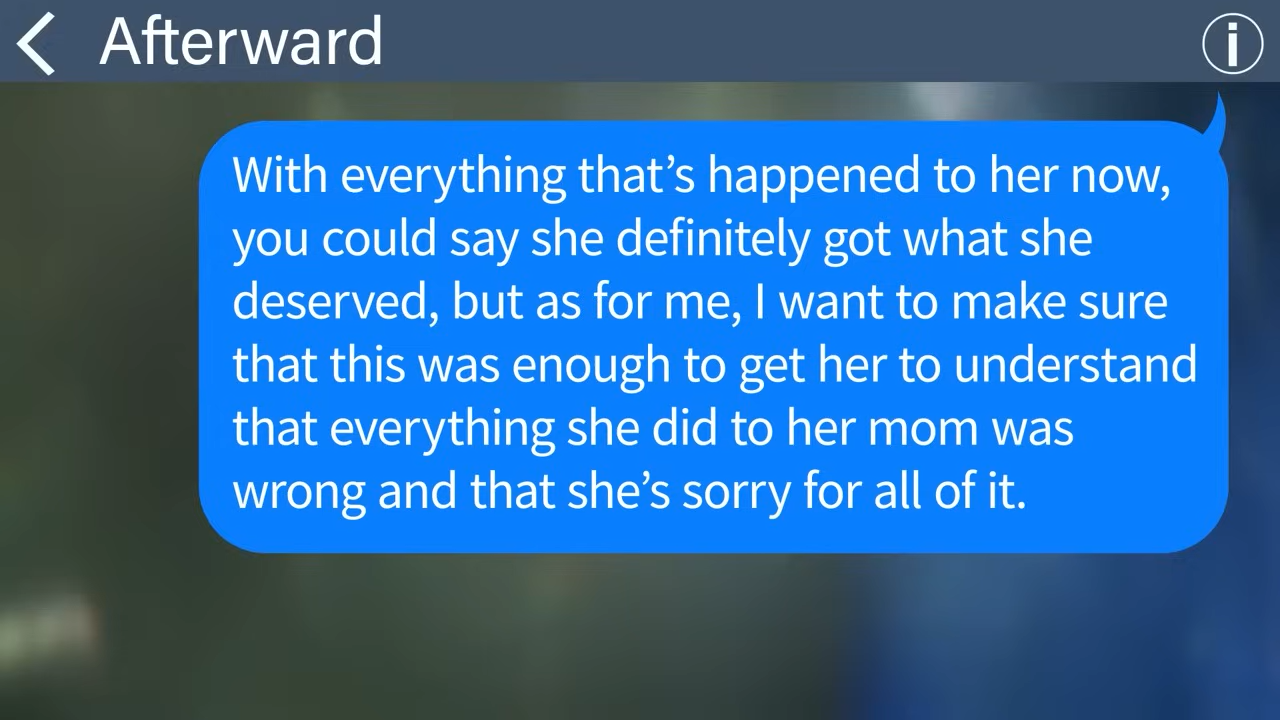 Afterward
With everything that’s happened to her now,
you could say she definitely got what she
deserved, but as for me, I want to make sure
that this was enough to get her to understand
that everything she did to her mom was
wrong and that she’s sorry for all of it.